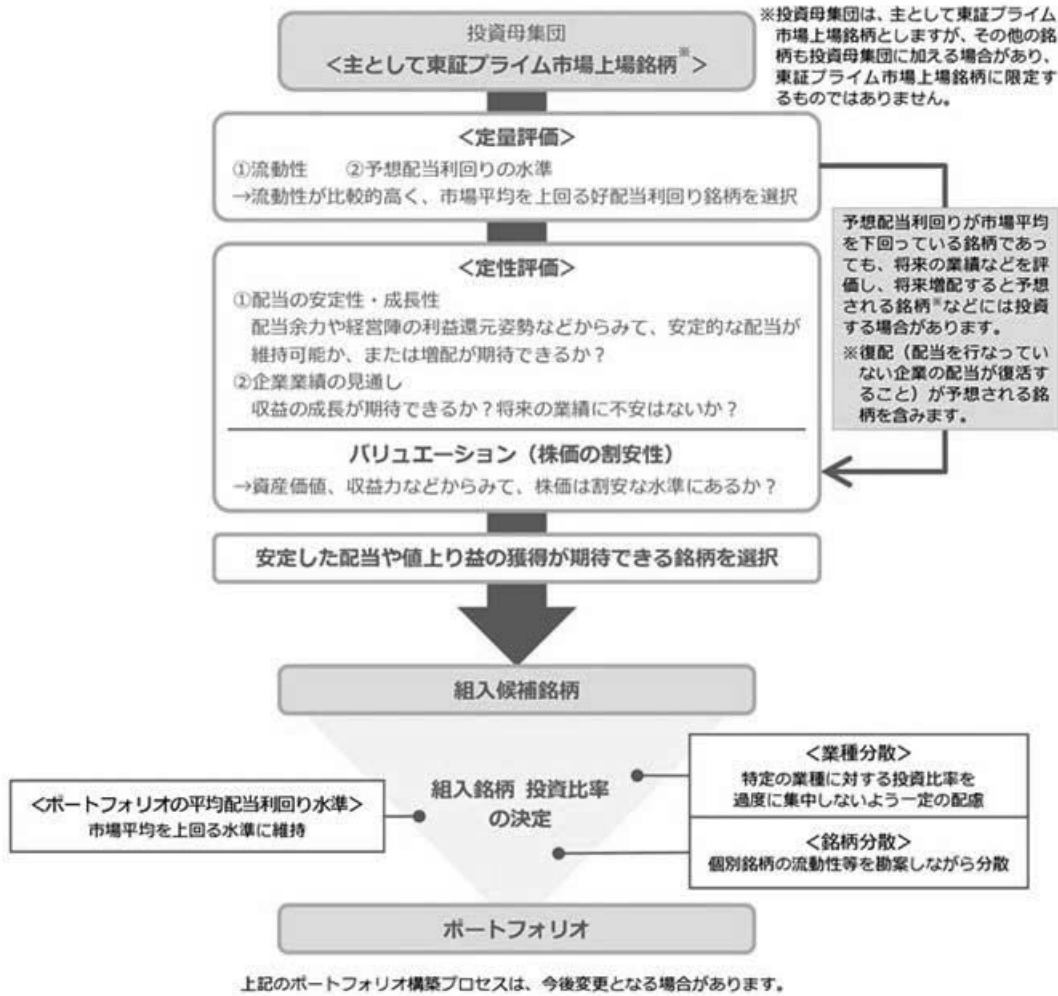 投資母集団
<主として東証プライム市場上場銘柄※>
※投資母集団は、主として東証プライム
市場上場銘柄としますが、その他の銘
柄も投資母集団に加える場合があり、
東証プライム市場上場銘柄に限定す
るものではありません。
<定量評価>
①流動性　　②予想配当利回りの水準
→流動性が比較的高く、市場平均を上回る好配当利回り銘柄を選択
予想配当利回りが市場平均
を下回っている銘柄であっ
ても、将来の業績などを評
価し、将来増配すると予想
される銘柄※などには投資
する場合があります。
※復配（配当を行なってい
ない企業の配当が復活す
ること）が予想される銘
柄を含みます。
<定性評価>
①配当の安定性・成長性
配当余力や経営陣の利益還元姿勢などからみて、安定的な配当が
維持可能か、または増配が期待できるか？
②企業業績の見通し
収益の成長が期待できるか？将来の業績に不安はないか？
バリュエーション（株価の割安性）
→資産価値、収益力などからみて、株価は割安な水準にあるか？
安定した配当や値上り益の獲得が期待できる銘柄を選択
組入候補銘柄
組入銘柄 投資比率
の決定
<ポートフォリオの平均配当利回り水準>
市場平均を上回る水準に維持
<業種分散>
特定の業種に対する投資比率を
過度に集中しないよう一定の配慮
<銘柄分散>
個別銘柄の流動性等を勘案しながら分散
ポートフォリオ
上記のポートフォリオ構築プロセスは、今後変更となる場合があります。